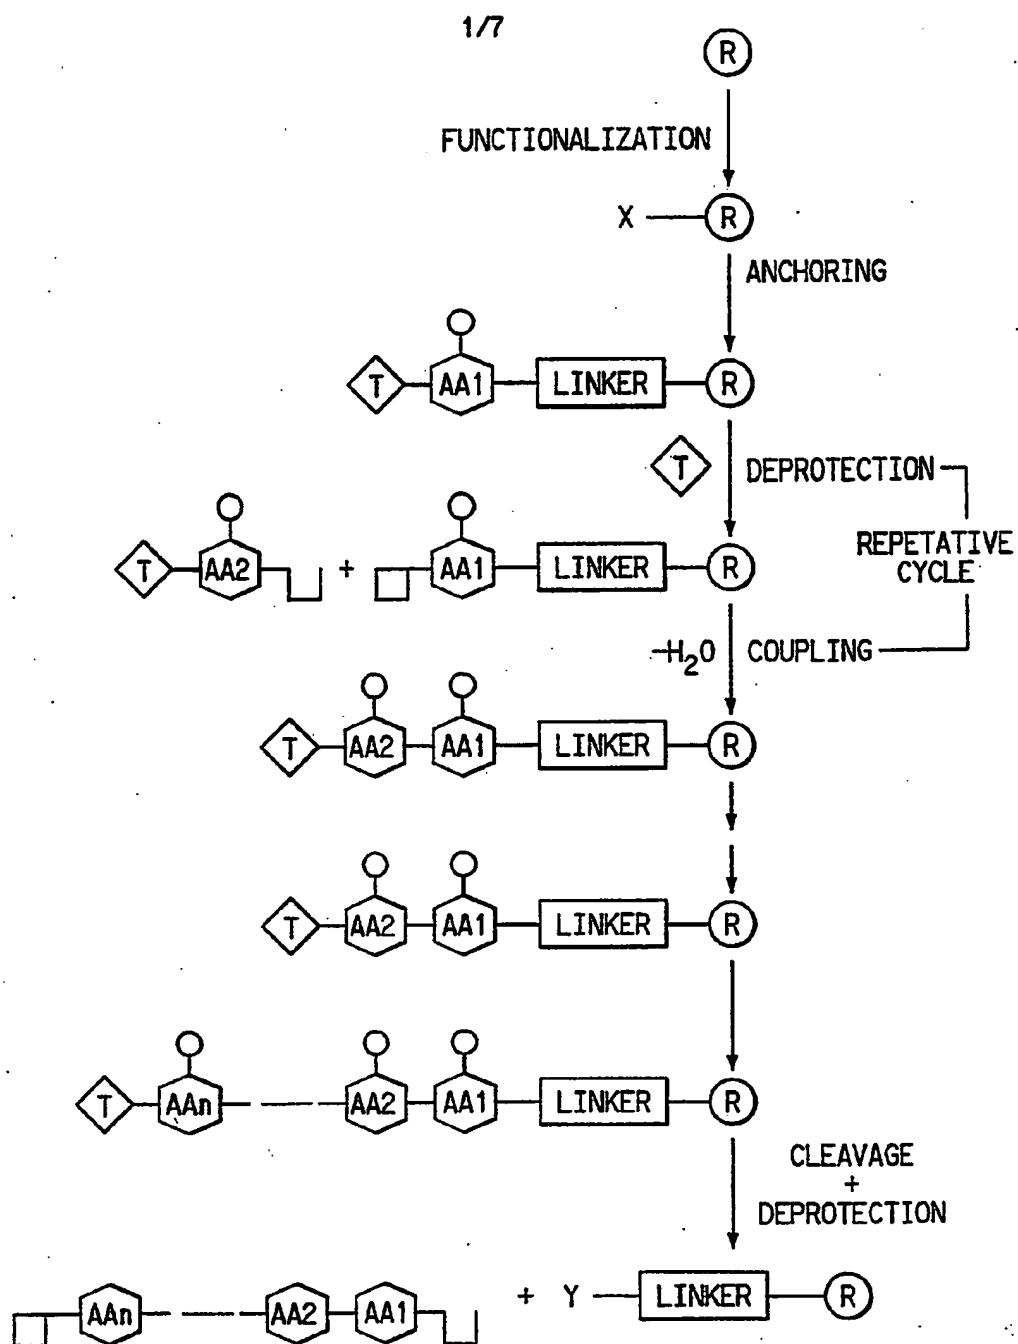 1/7
R
FUNCTIONALIZATION
X R
ANCHORING
T AA1 LINKER R
T DEPROTECTION
REPETATIVE
CYCLE
T AA2 + AA1 LINKER R
-H2O COUPLING
T AA2 AA1 LINKER R
T AA2 AA1 LINKER R
T AAn AA2 AA1 LINKER R
CLEAVAGE
+
DEPROTECTION
AAn AA2 AA1 + Y LINKER R